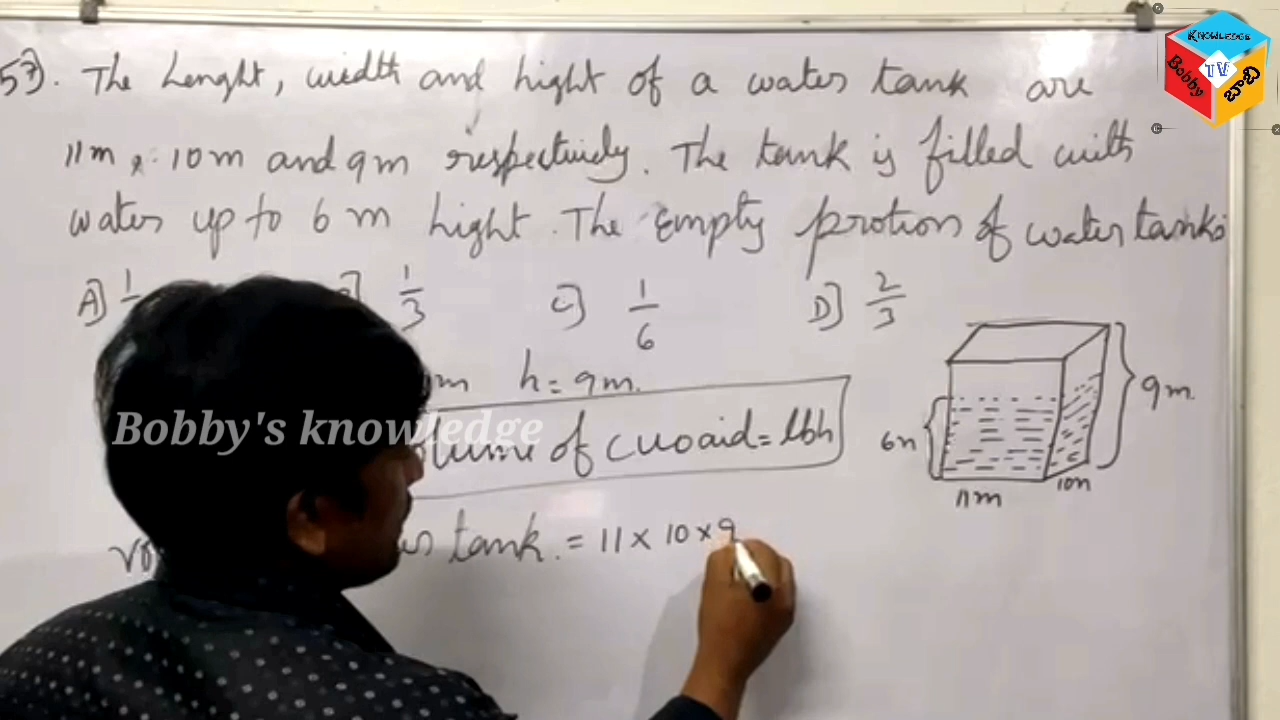 57). The Lenght, width and hight of a water tank are
11m, 10m and 9m respectively. The tank is filled with
water up to 6 m hight. The Empty protion of water tank is
A] 1 B] 1/3 C] 1/6 D] 2/3
h = 9m.
Volume of cuoaid = lbh
tank. = 11 × 10 × 9
9m.
6m
11m
10m
Bobby's knowledge
KNOWLEDGE
Bobby
TV